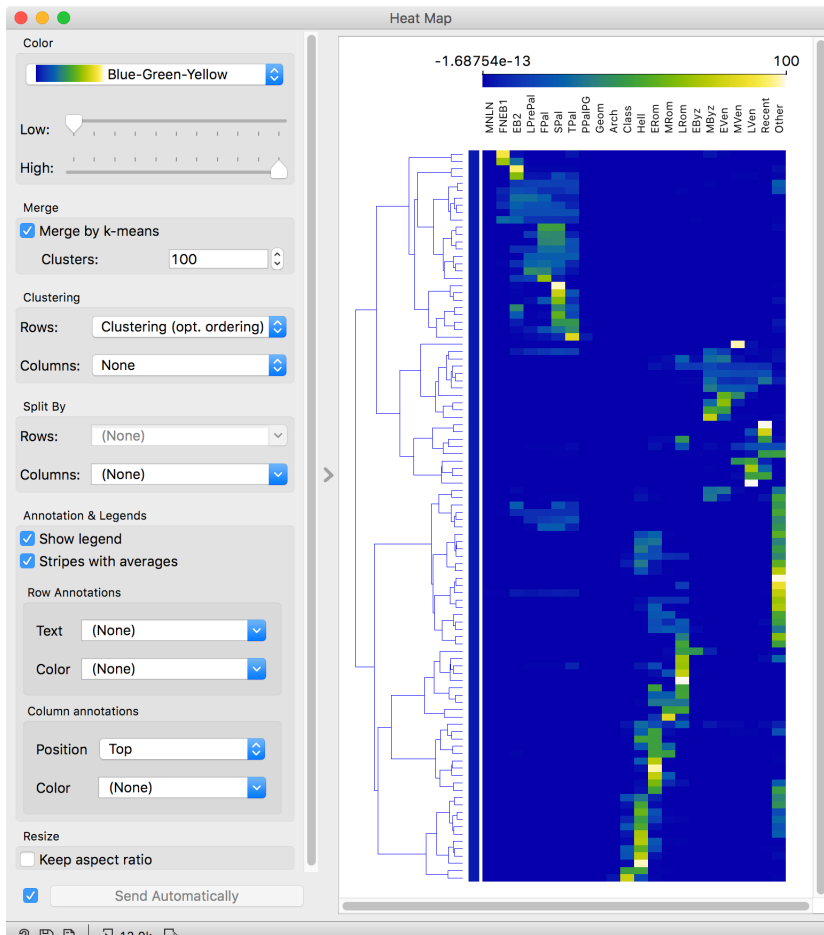 Heat Map
Color
Blue-Green-Yellow
Low:
High:
Merge
Merge by k-means
Clusters: 100
Clustering
Rows: Clustering (opt. ordering)
Columns: None
Split By
Rows: (None)
Columns: (None)
Annotation & Legends
Show legend
Stripes with averages
Row Annotations
Text (None)
Color (None)
Column annotations
Position Top
Color (None)
Resize
Keep aspect ratio
Send Automatically
-1.68754e-13 100
MNLN
FNEB1
EB2
LPrePal
FPal
SPal
TPal
PPalPG
Geom
Arch
Class
Hell
ERom
MRom
LRom
EByz
MByz
EVen
MVen
LVen
Recent
Other